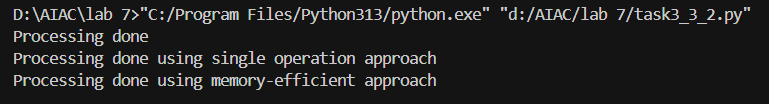 D:\AIAC\lab 7>"C:/Program Files/Python313/python.exe" "d:/AIAC/lab 7/task3_3_2.py"
Processing done
Processing done using single operation approach
Processing done using memory-efficient approach